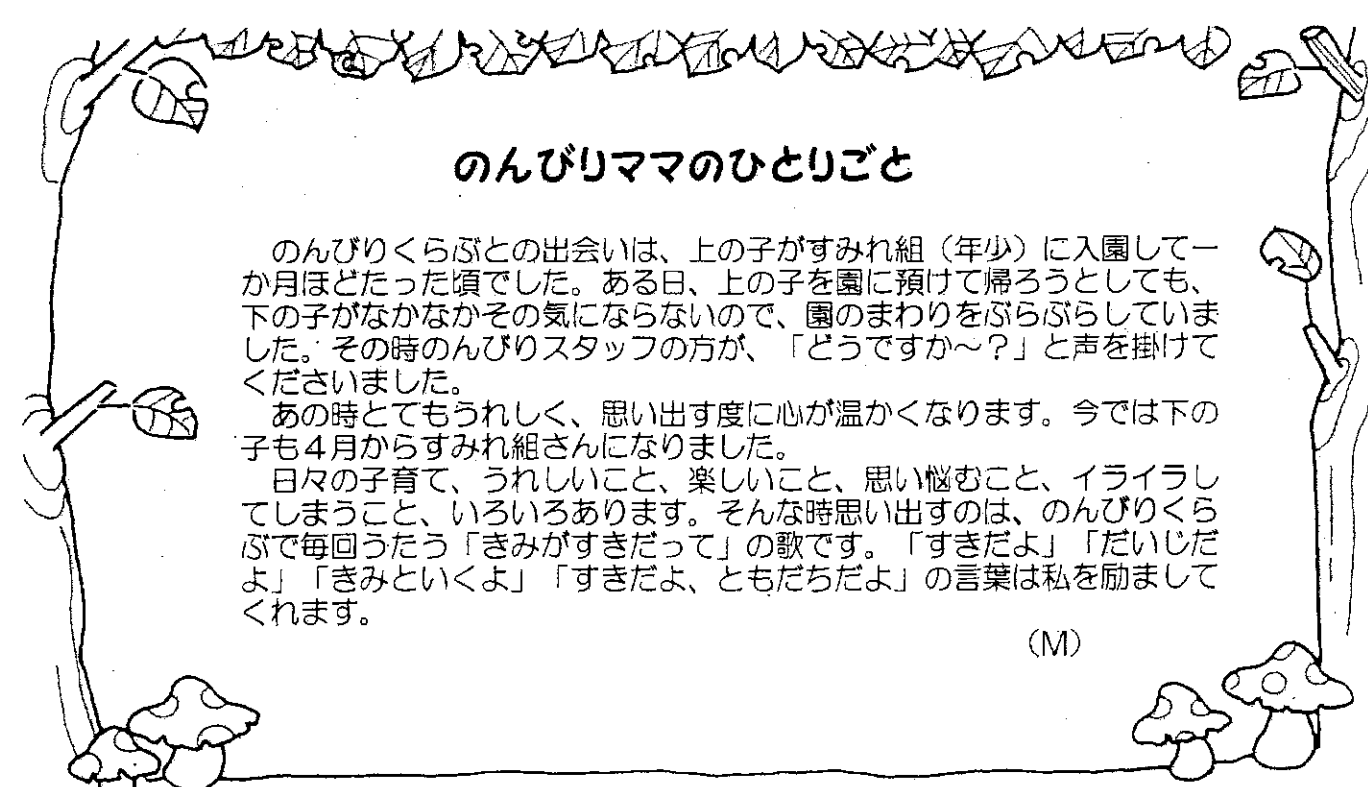 のんびりママのひとりごと
のんびりくらぶとの出会いは、上の子がすみれ組（年少）に入園して一
か月ほどたった頃でした。ある日、上の子を園に預けて帰ろうとしても、
下の子がなかなかその気にならないので、園のまわりをぶらぶらしていま
した。その時のんびりスタッフの方が、「どうですか～？」と声を掛けて
くださいました。
あの時とてもうれしく、思い出す度に心が温かくなります。今では下の
子も４月からすみれ組さんになりました。
日々の子育て、うれしいこと、楽しいこと、思い悩むこと、イライラし
てしまうこと、いろいろあります。そんな時思い出すのは、のんびりくら
ぶで毎回うたう「きみがすきだって」の歌です。「すきだよ」「だいじだ
よ」「きみといくよ」「すきだよ、ともだちだよ」の言葉は私を励まして
くれます。
（M）